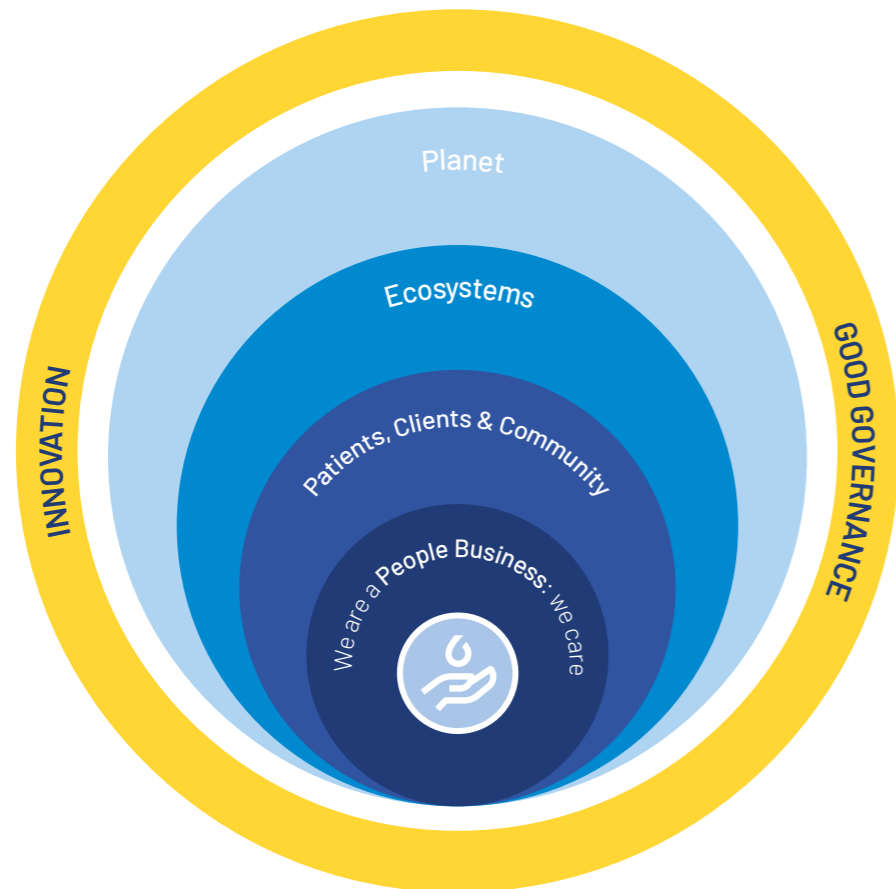 Planet
Ecosystems
INNOVATION
GOOD GOVERNANCE
Patients, Clients & Community
We are a People Business: we care